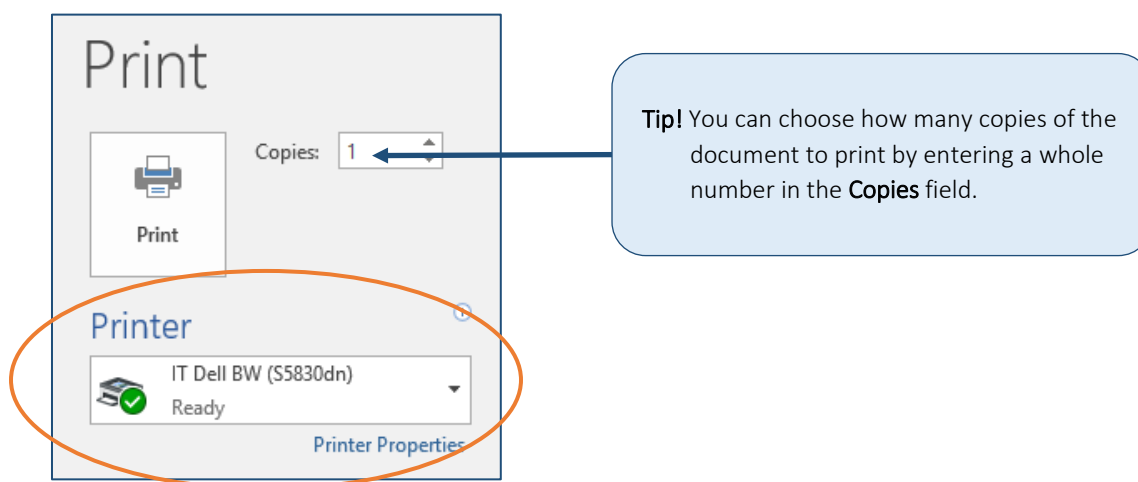 Print
Copies: 1
Print
Printer
IT Dell BW (S5830dn)
Ready
Printer Properties
Tip! You can choose how many copies of the
document to print by entering a whole
number in the Copies field.